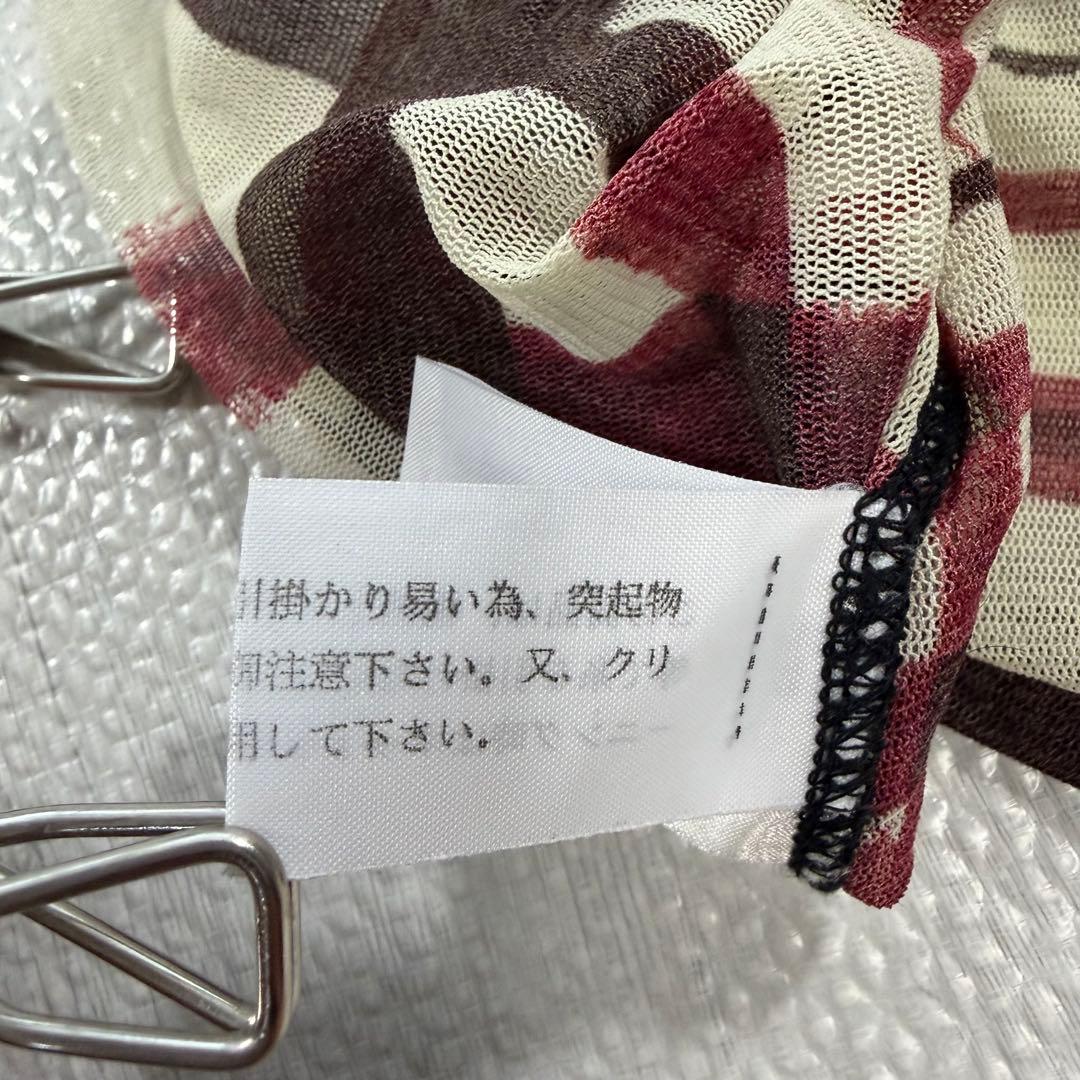 引掛かり易い為、突起物
御注意下さい。又、クリ
用して下さい。